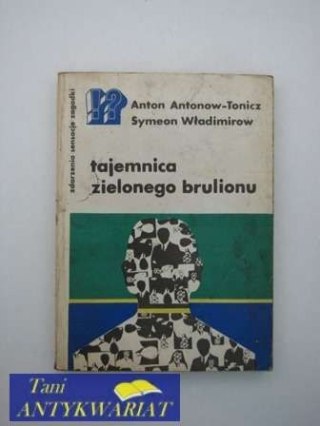 zdarzenia sensacje zagadki
!?
Anton Antonow-Tonicz
Symeon Władimirow
tajemnica
zielonego brulionu
Tani
ANTYKWARIAT